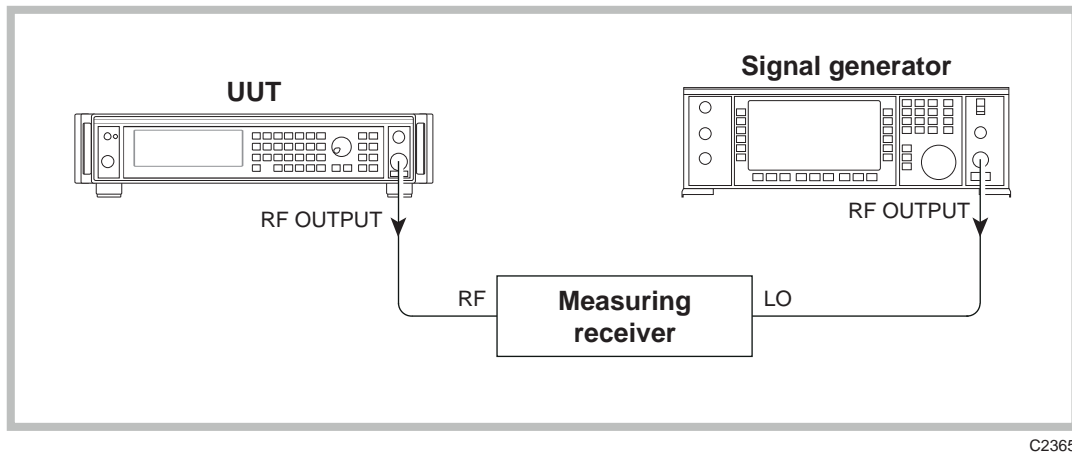 UUT
Signal generator
RF OUTPUT
RF OUTPUT
RF
Measuring
receiver
LO
C2365